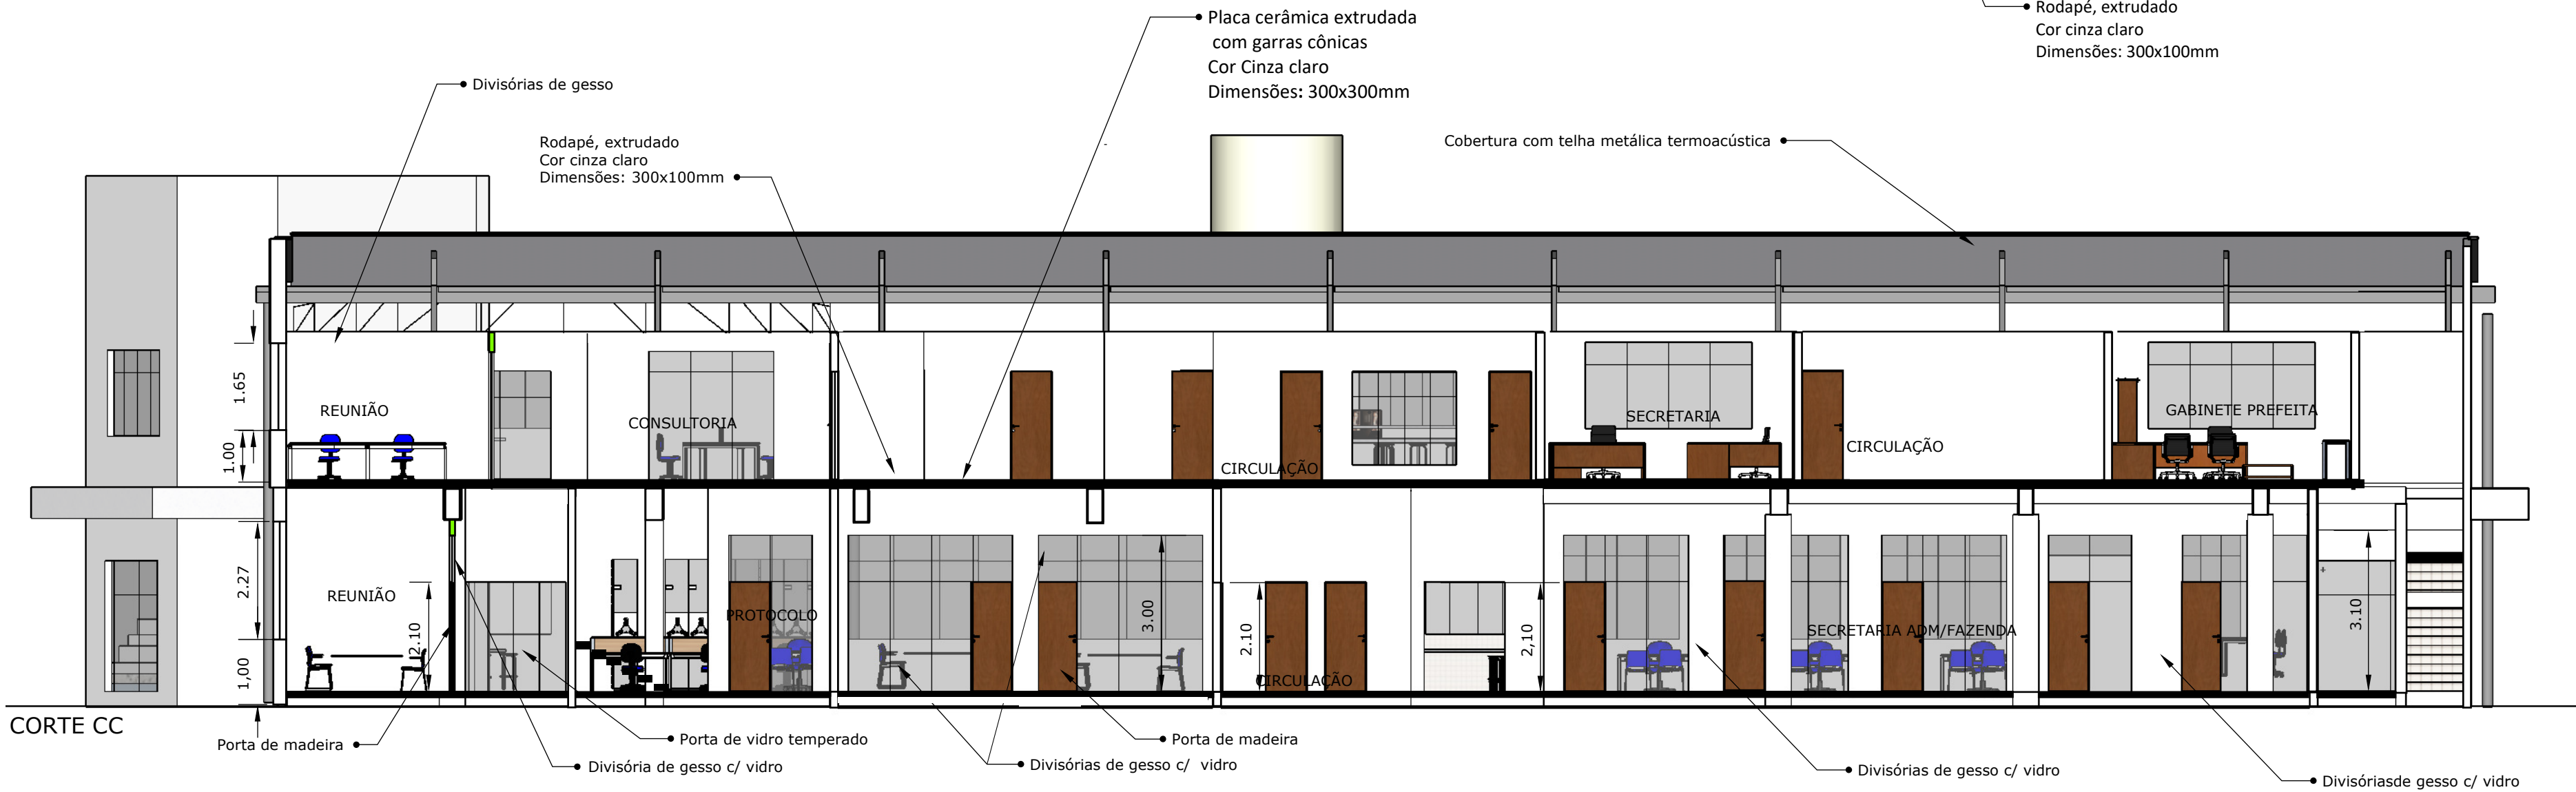 Placa cerâmica extrudada
com garras cônicas
Cor Cinza claro
Dimensões: 300x300mm
Rodapé, extrudado
Cor cinza claro
Dimensões: 300x100mm
Divisórias de gesso
Rodapé, extrudado
Cor cinza claro
Dimensões: 300x100mm
Cobertura com telha metálica termoacústica
1.65
1.00
REUNIÃO
CONSULTORIA
CIRCULAÇÃO
SECRETARIA
CIRCULAÇÃO
GABINETE PREFEITA
2.27
1,00
REUNIÃO
2.10
PROTOCOLO
3.00
2.10
CIRCULAÇÃO
2,10
SECRETARIA ADM/FAZENDA
3.10
CORTE CC
Porta de madeira
Divisória de gesso c/ vidro
Porta de vidro temperado
Divisórias de gesso c/ vidro
Porta de madeira
Divisórias de gesso c/ vidro
Divisóriasde gesso c/ vidro